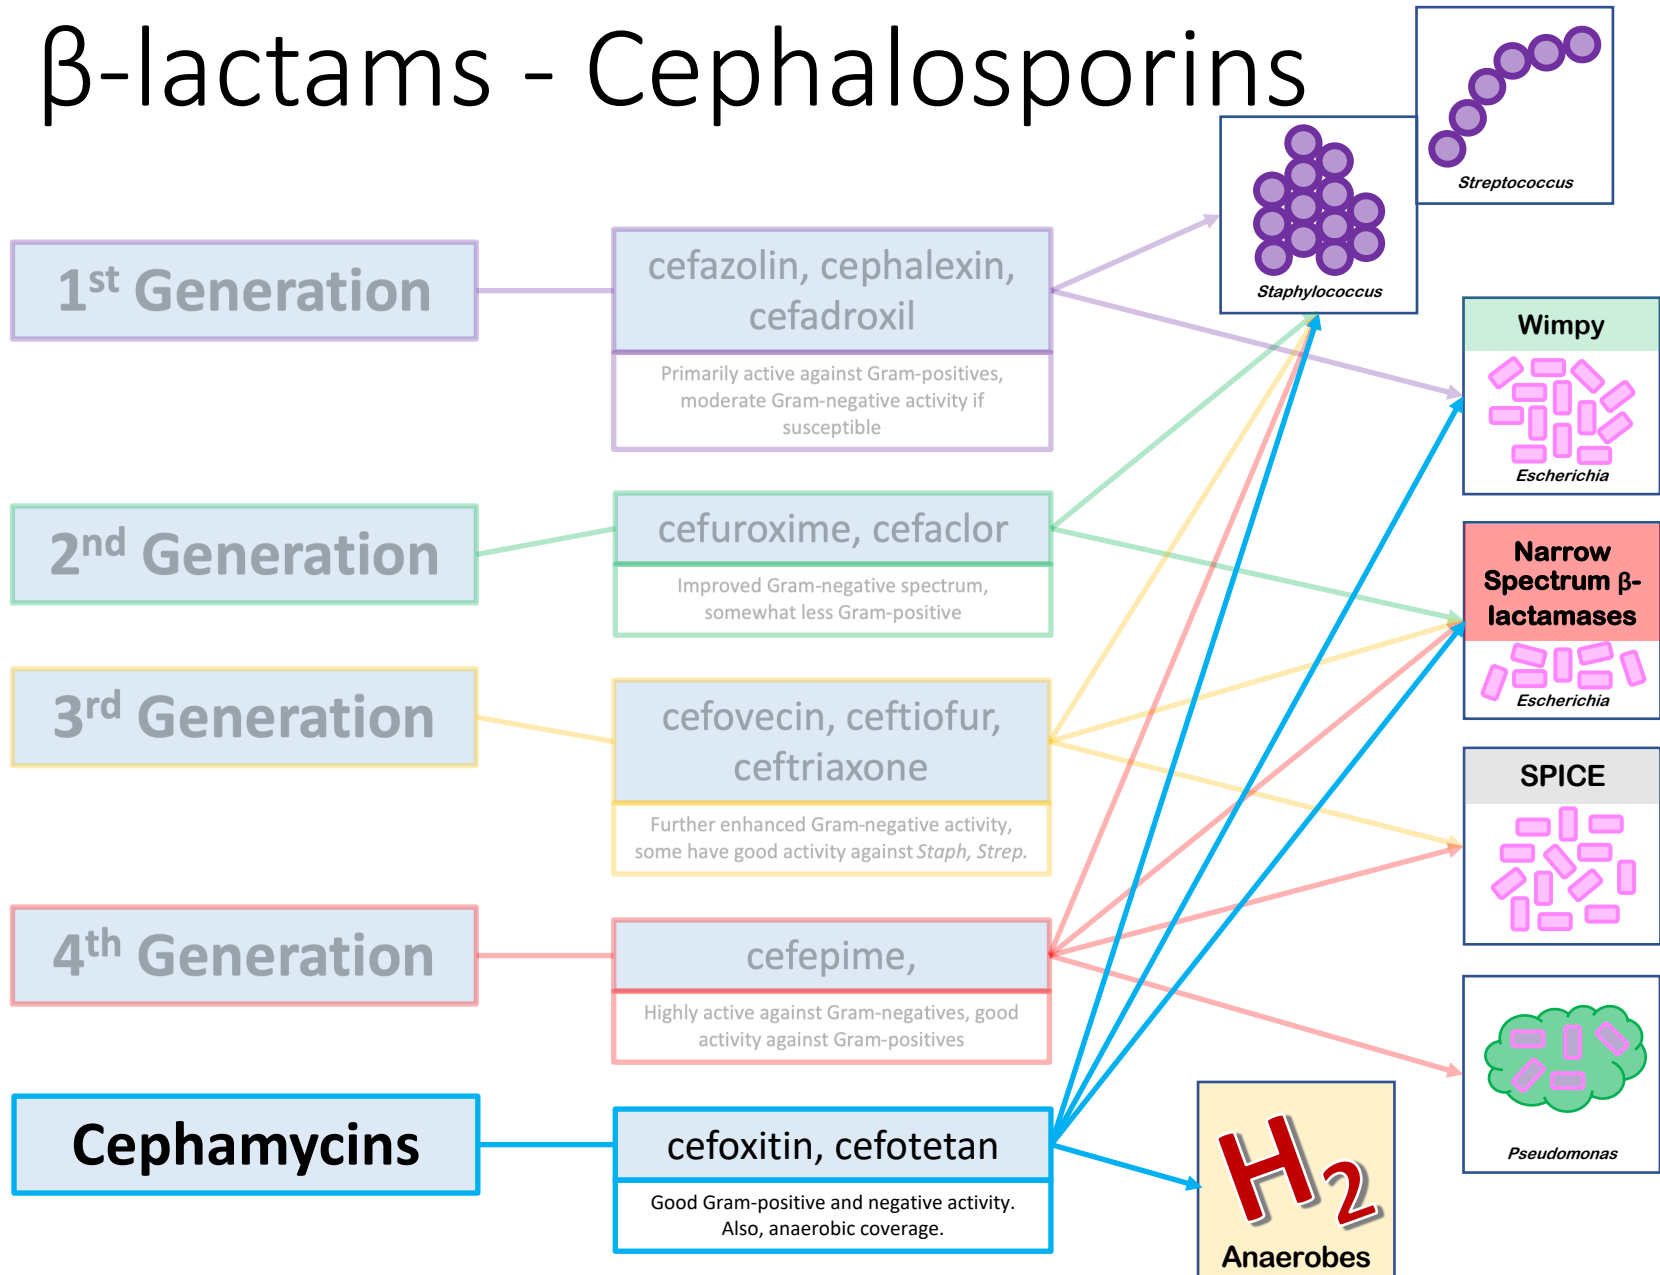 β-lactams - Cephalosporins
Streptococcus
Staphylococcus
1st Generation
cefazolin, cephalexin,
cefadroxil
Primarily active against Gram-positives,
moderate Gram-negative activity if
susceptible
Wimpy
Escherichia
2nd Generation
cefuroxime, cefaclor
Improved Gram-negative spectrum,
somewhat less Gram-positive
Narrow
Spectrum β-
lactamases
Escherichia
3rd Generation
cefovecin, ceftiofur,
ceftriaxone
Further enhanced Gram-negative activity,
some have good activity against Staph, Strep.
SPICE
4th Generation
cefepime,
Highly active against Gram-negatives, good
activity against Gram-positives
Pseudomonas
Cephamycins
cefoxitin, cefotetan
Good Gram-positive and negative activity.
Also, anaerobic coverage.
H2
Anaerobes